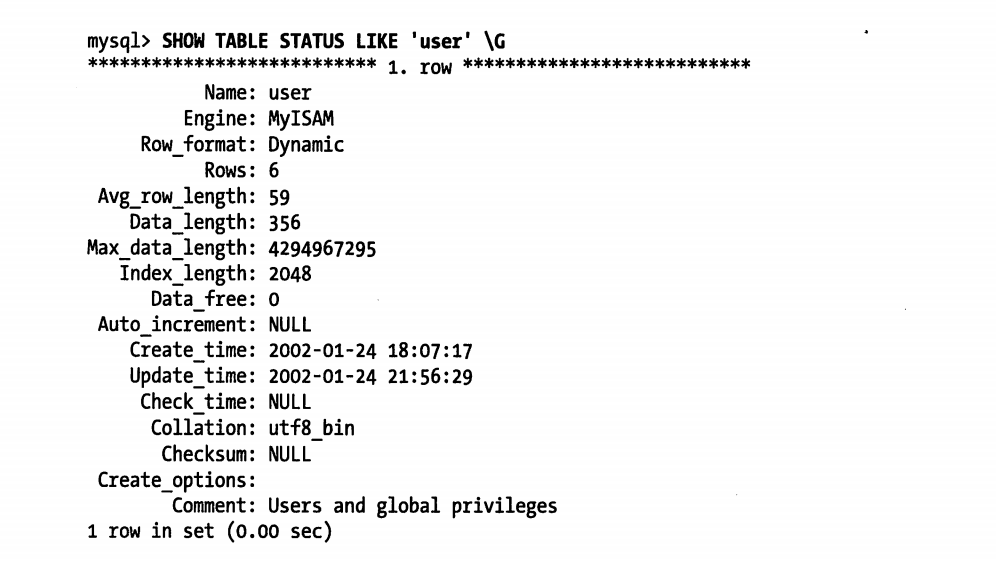 mysql> SHOW TABLE STATUS LIKE 'user' \G
*************************** 1. row ***************************
Name: user
Engine: MyISAM
Row_format: Dynamic
Rows: 6
Avg_row_length: 59
Data_length: 356
Max_data_length: 4294967295
Index_length: 2048
Data_free: 0
Auto_increment: NULL
Create_time: 2002-01-24 18:07:17
Update_time: 2002-01-24 21:56:29
Check_time: NULL
Collation: utf8_bin
Checksum: NULL
Create_options:
Comment: Users and global privileges
1 row in set (0.00 sec)